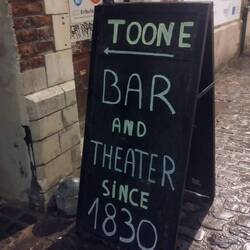 TOONE
BAR
AND
THEATER
SINCE
1830